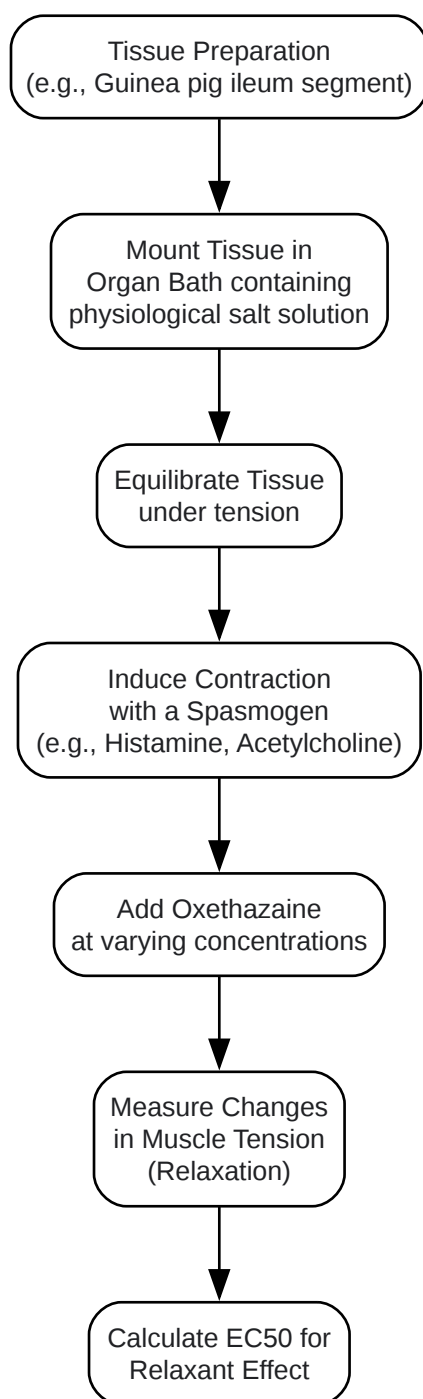 Tissue Preparation
(e.g., Guinea pig ileum segment)
Mount Tissue in
Organ Bath containing
physiological salt solution
Equilibrate Tissue
under tension
Induce Contraction
with a Spasmogen
(e.g., Histamine, Acetylcholine)
Add Oxethazaine
at varying concentrations
Measure Changes
in Muscle Tension
(Relaxation)
Calculate EC50 for
Relaxant Effect